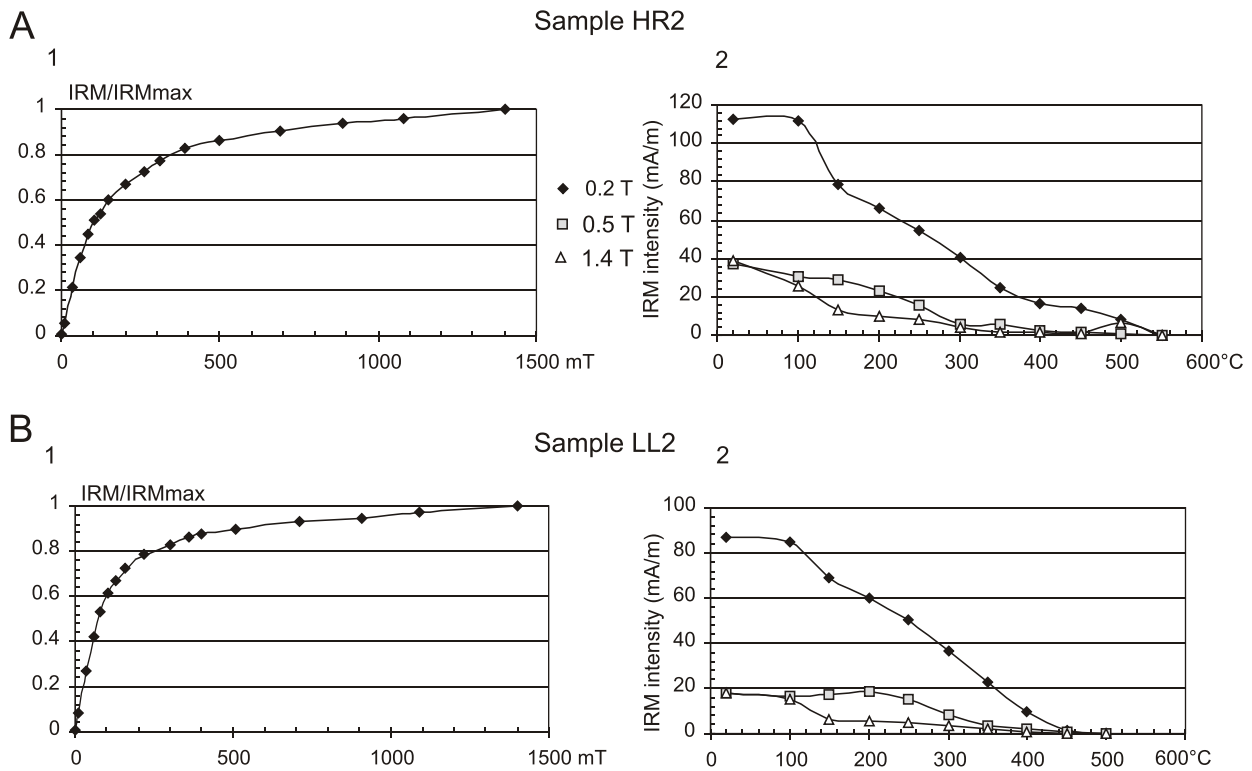 A
Sample HR2
1
IRM/IRMmax
1
0.8
0.6
0.4
0.2
0
0 500 1000 1500 mT
0.2 T
0.5 T
1.4 T
2
IRM intensity (mA/m)
120
100
80
60
40
20
0
0 100 200 300 400 500 600°C
B
Sample LL2
1
IRM/IRMmax
1
0.8
0.6
0.4
0.2
0
0 500 1000 1500 mT
2
IRM intensity (mA/m)
100
80
60
40
20
0
0 100 200 300 400 500 600°C